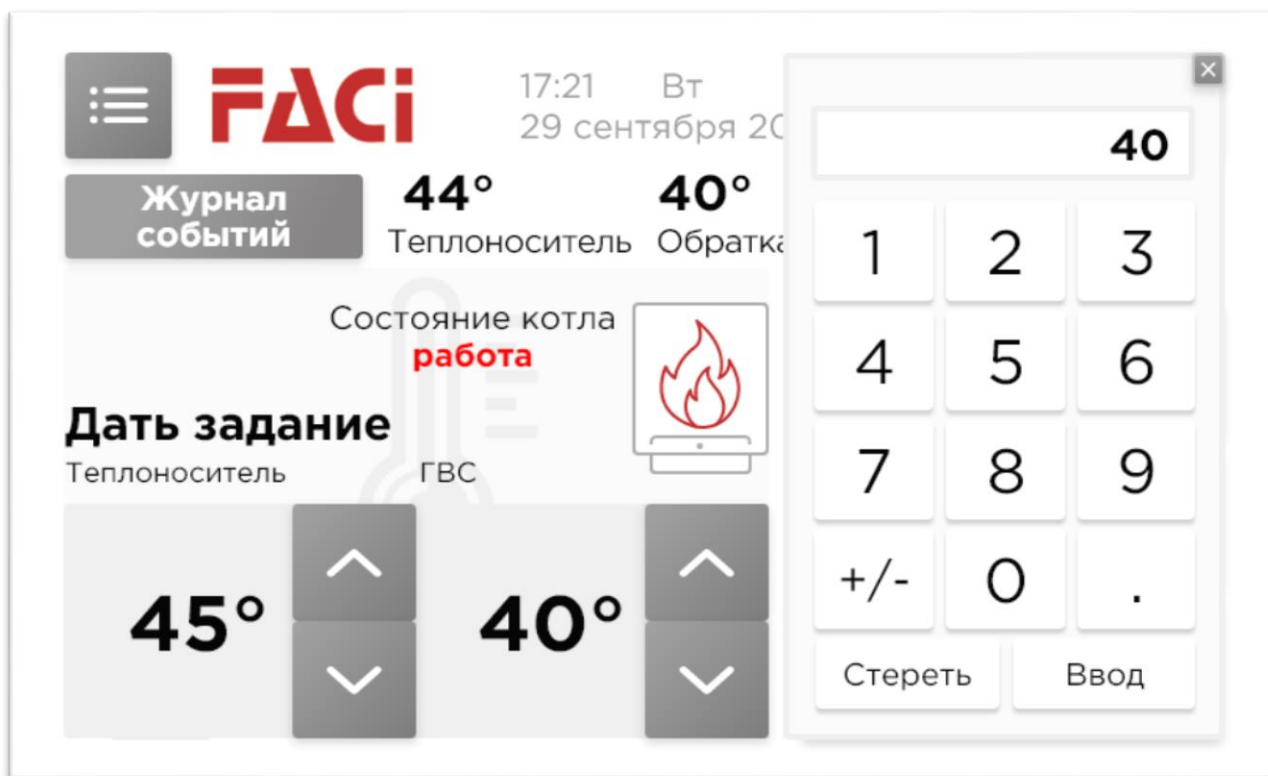 FACi
17:21 Вт
29 сентября 20
Журнал
событий
44° 40°
Теплоноситель Обратка
Состояние котла
работа
Дать задание
Теплоноситель ГВС
45° 40°
40
1 2 3
4 5 6
7 8 9
+/- 0 .
Стереть Ввод